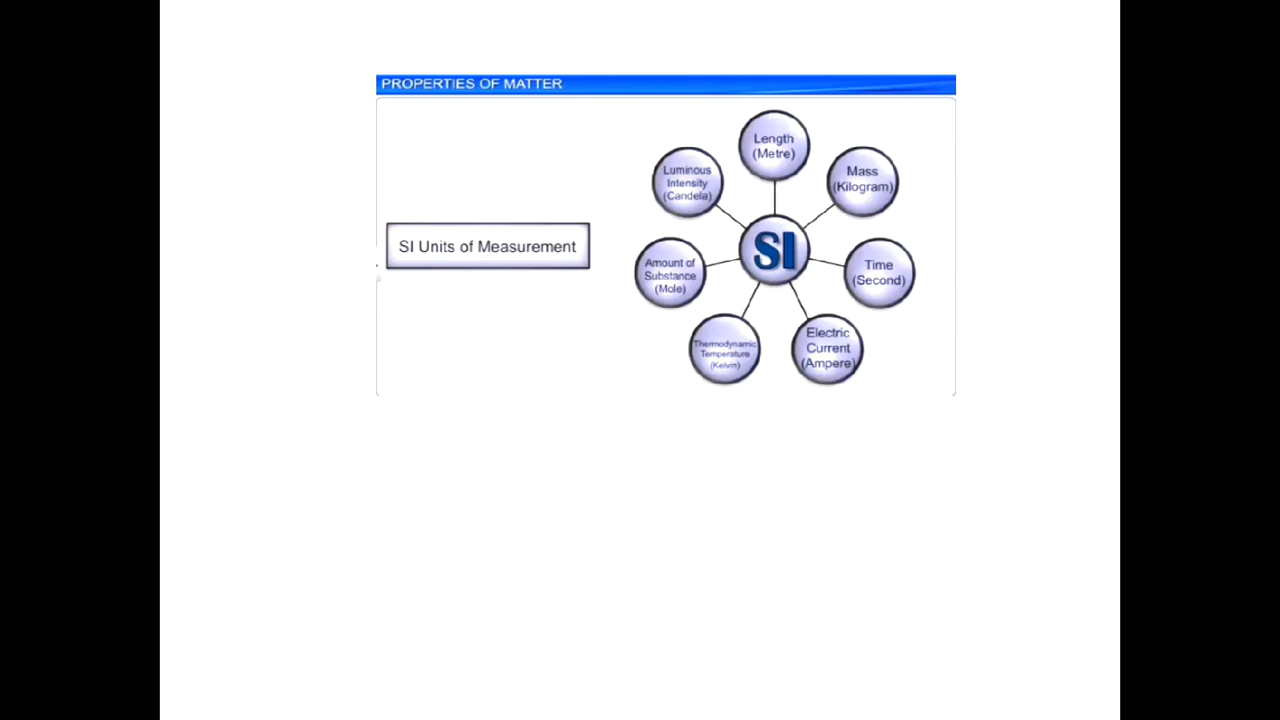 PROPERTIES OF MATTER
SI Units of Measurement
SI
Length
(Metre)
Mass
(Kilogram)
Time
(Second)
Electric
Current
(Ampere)
Thermodynamic
Temperature
(Kelvin)
Amount of
Substance
(Mole)
Luminous
Intensity
(Candela)